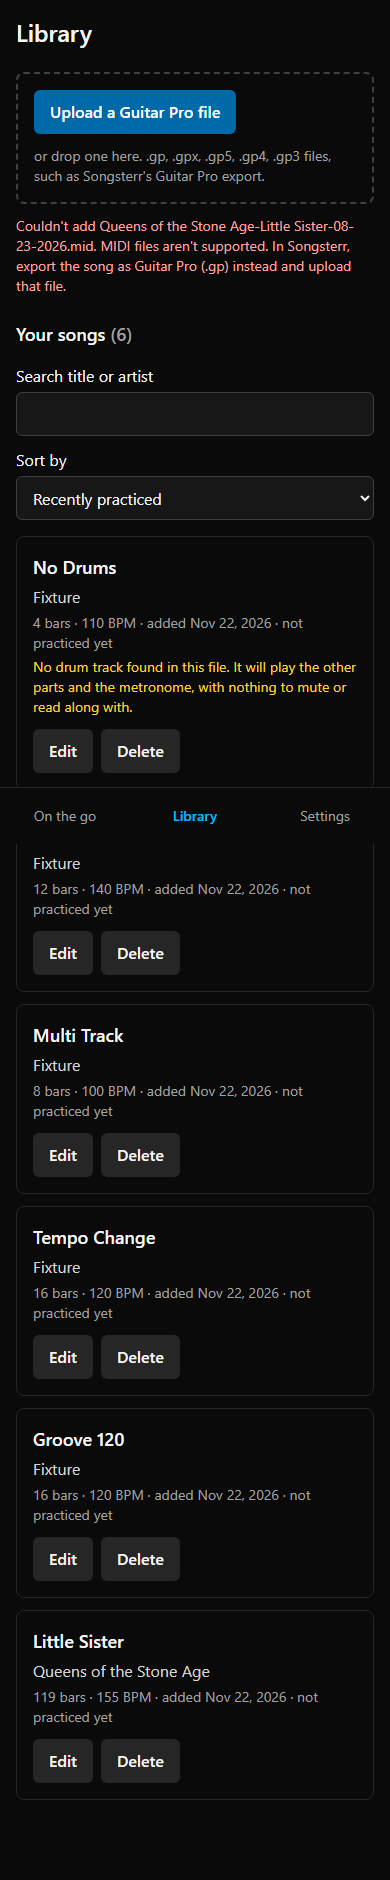 Library
Upload a Guitar Pro file
or drop one here. .gp, .gpx, .gp5, .gp4, .gp3 files,
such as Songsterr's Guitar Pro export.
Couldn't add Queens of the Stone Age-Little Sister-08-
23-2026.mid. MIDI files aren't supported. In Songsterr,
export the song as Guitar Pro (.gp) instead and upload
that file.
Your songs (6)
Search title or artist
Sort by
Recently practiced
No Drums
Fixture
4 bars · 110 BPM · added Nov 22, 2026 · not
practiced yet
No drum track found in this file. It will play the other
parts and the metronome, with nothing to mute or
read along with.
Edit Delete
On the go Library Settings
Fixture
12 bars · 140 BPM · added Nov 22, 2026 · not
practiced yet
Edit Delete
Multi Track
Fixture
8 bars · 100 BPM · added Nov 22, 2026 · not
practiced yet
Edit Delete
Tempo Change
Fixture
16 bars · 120 BPM · added Nov 22, 2026 · not
practiced yet
Edit Delete
Groove 120
Fixture
16 bars · 120 BPM · added Nov 22, 2026 · not
practiced yet
Edit Delete
Little Sister
Queens of the Stone Age
119 bars · 155 BPM · added Nov 22, 2026 · not
practiced yet
Edit Delete